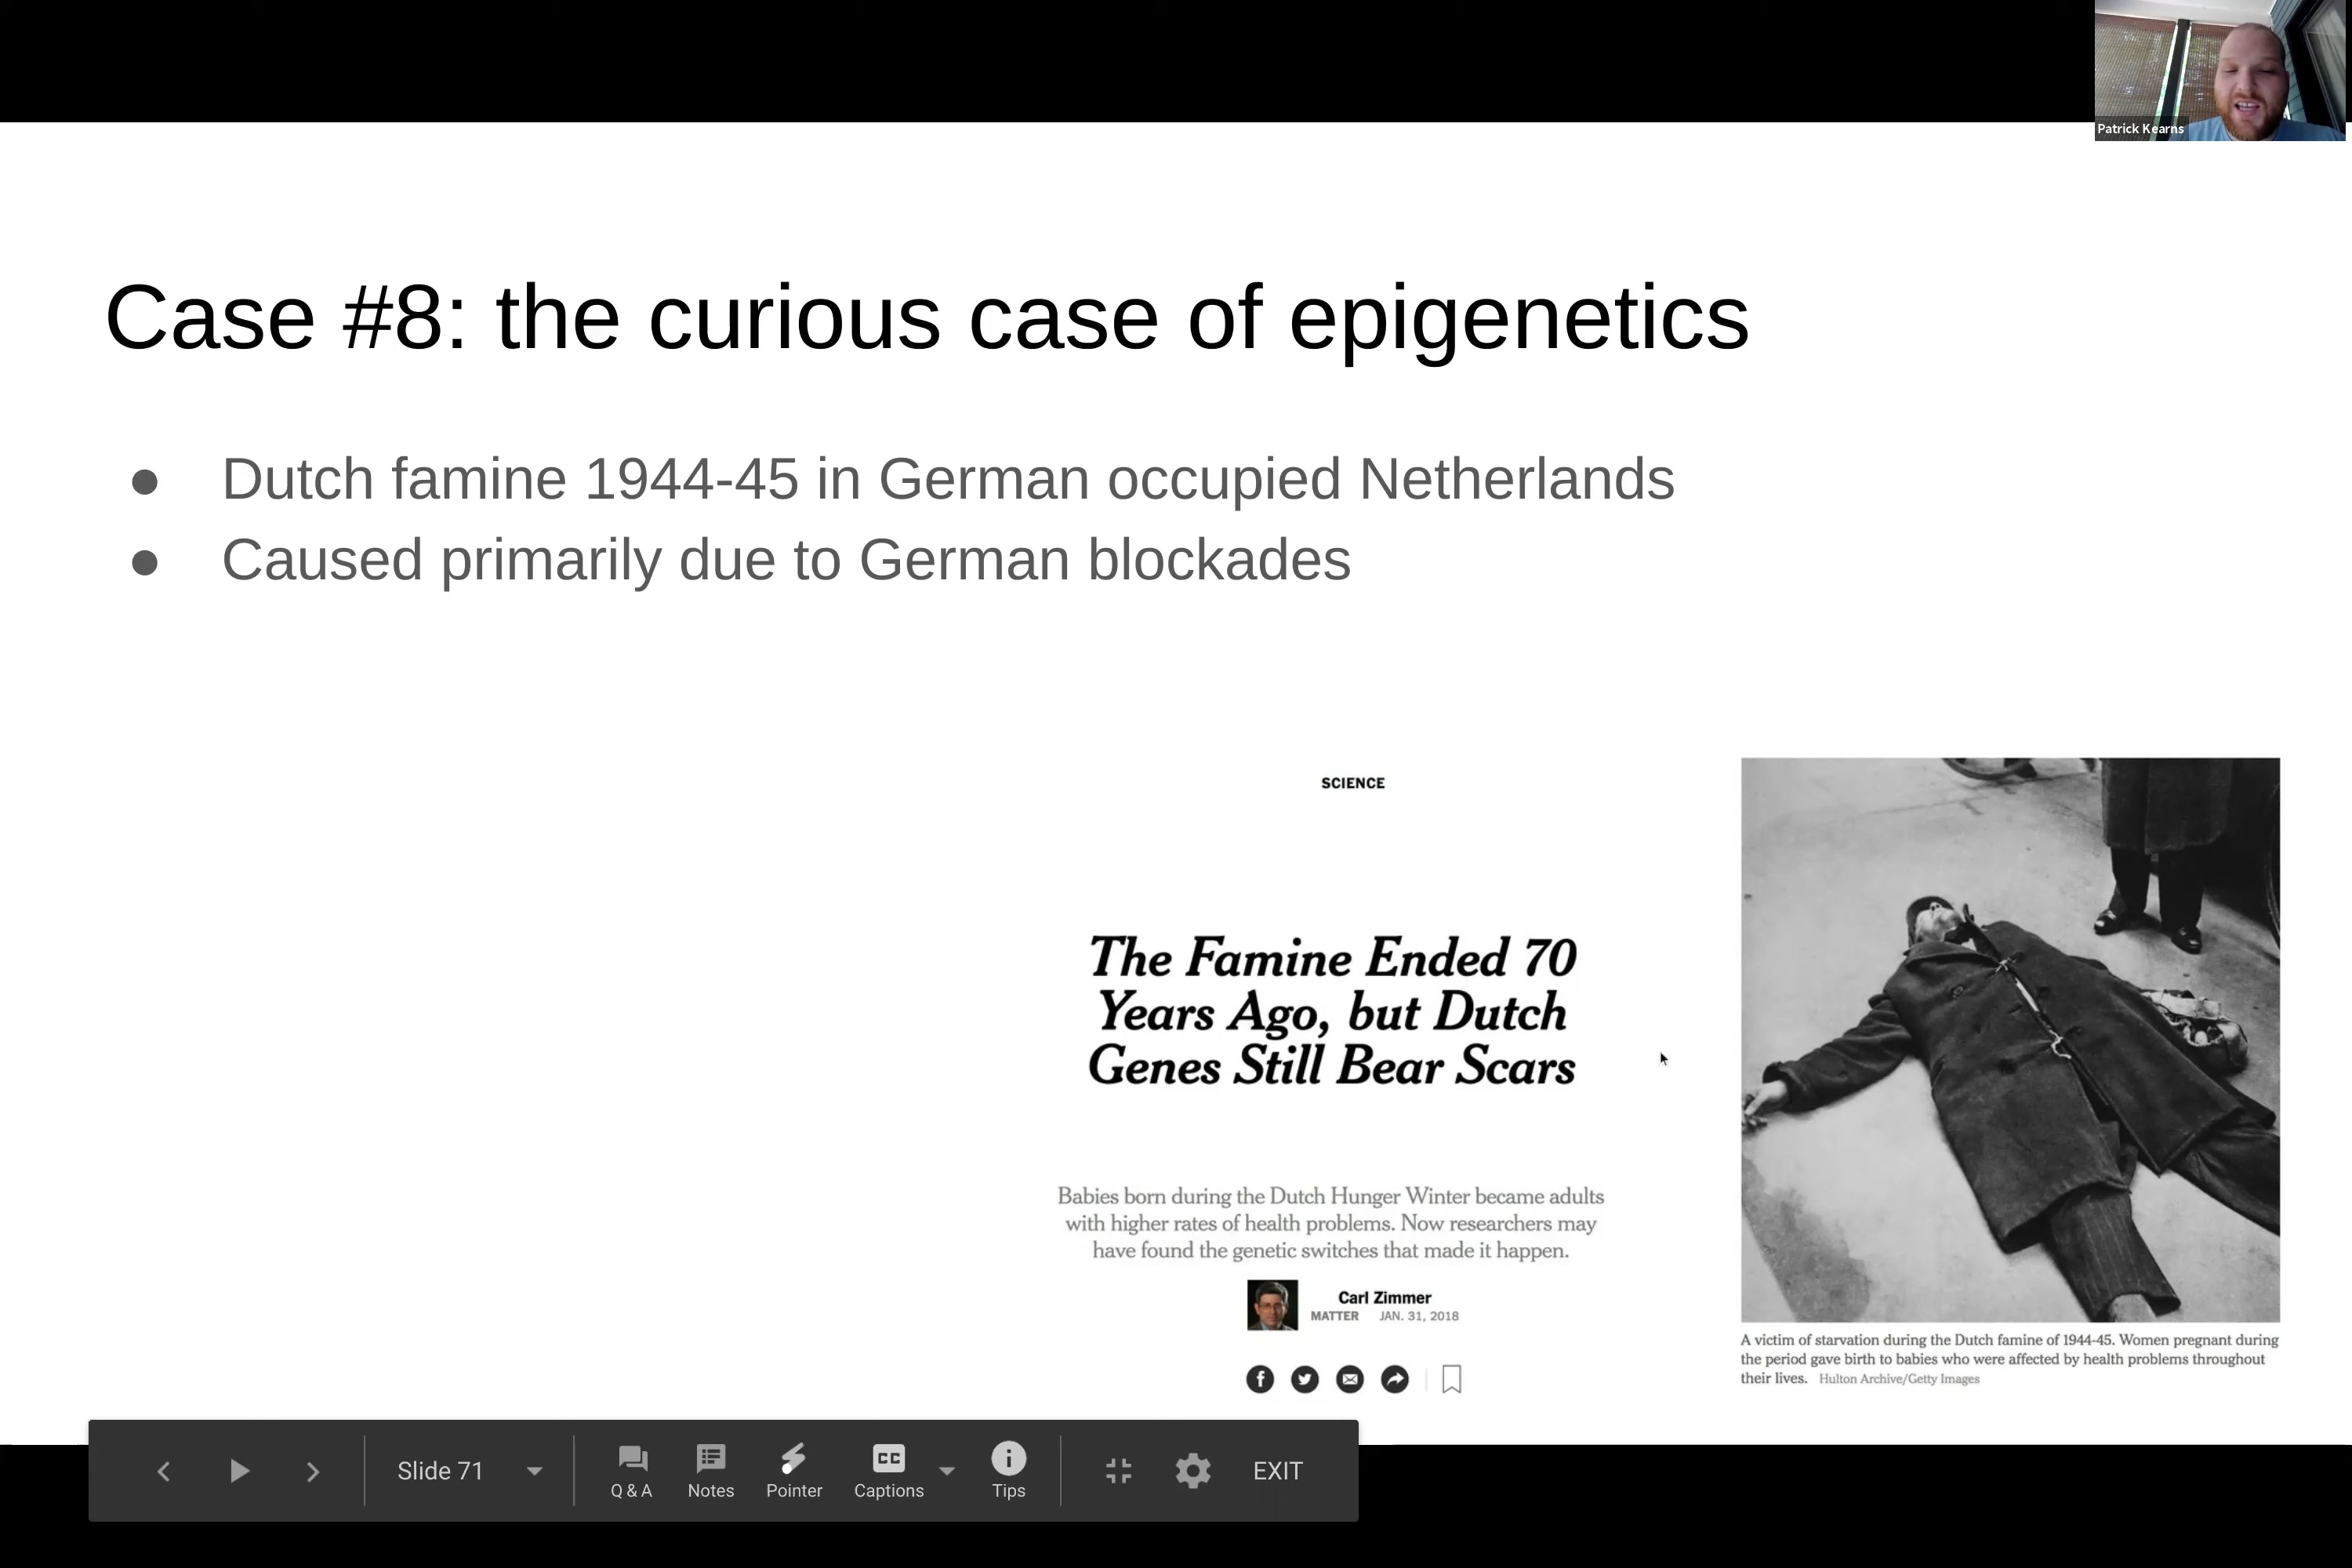 Patrick Kearns
Case #8: the curious case of epigenetics
● Dutch famine 1944-45 in German occupied Netherlands
● Caused primarily due to German blockades
SCIENCE
The Famine Ended 70
Years Ago, but Dutch
Genes Still Bear Scars
Babies born during the Dutch Hunger Winter became adults
with higher rates of health problems. Now researchers may
have found the genetic switches that made it happen.
Carl Zimmer
MATTER JAN. 31, 2018
A victim of starvation during the Dutch famine of 1944-45. Women pregnant during
the period gave birth to babies who were affected by health problems throughout
their lives. Hulton Archive/Getty Images
Slide 71
Q & A
Notes
Pointer
CC
Captions
Tips
EXIT